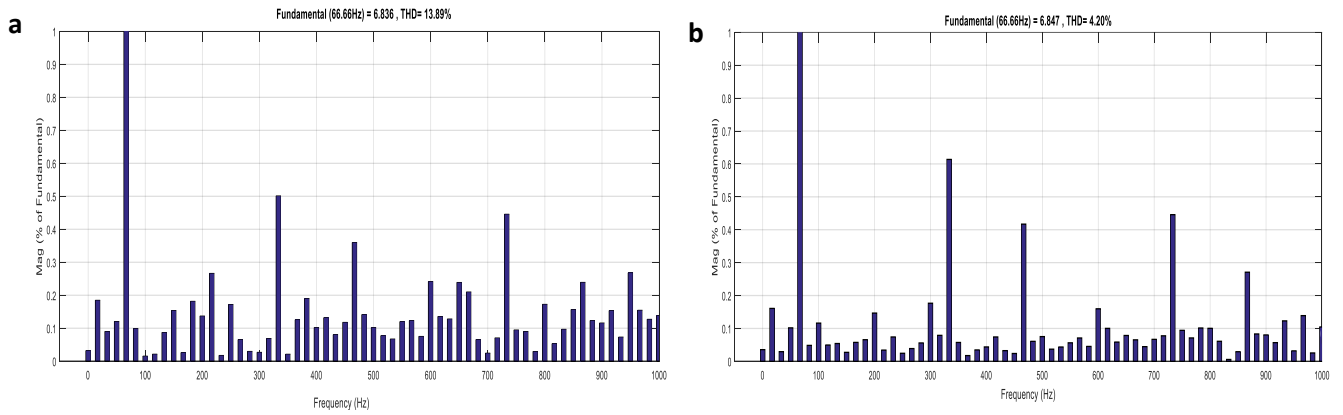 a
Fundamental (66.66Hz) = 6.836 , THD= 13.89%
1
0.9
0.8
0.7
0.6
0.5
0.4
0.3
0.2
0.1
0
Mag (% of Fundamental)
0 100 200 300 400 500 600 700 800 900 1000
Frequency (Hz)
b
Fundamental (66.66Hz) = 6.847 , THD= 4.20%
1
0.9
0.8
0.7
0.6
0.5
0.4
0.3
0.2
0.1
0
Mag (% of Fundamental)
0 100 200 300 400 500 600 700 800 900 1000
Frequency (Hz)